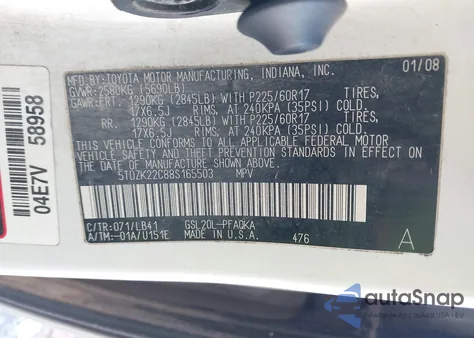 MFD.BY:TOYOTA MOTOR MANUFACTURING, INDIANA, INC. 01/08
GVWR:2580KG (5690LB)
GAWR:FRT. 1290KG (2845LB) WITH P225/60R17 TIRES,
17X6.5J RIMS, AT 240KPA (35PSI) COLD.
RR. 1290KG (2845LB) WITH P225/60R17 TIRES,
17X6.5J RIMS, AT 240KPA (35PSI) COLD.
THIS VEHICLE CONFORMS TO ALL APPLICABLE FEDERAL MOTOR
VEHICLE SAFETY STANDARDS IN EFFECT ON
THE DATE OF MANUFACTURE SHOWN ABOVE.
5TDZK22C88S165503 MPV
C/TR:071/LB41 GSL20L-PFAQKA
A/TM:-01A/U151E MADE IN U.S.A. 476 A
04E7V 58958
autoSnap